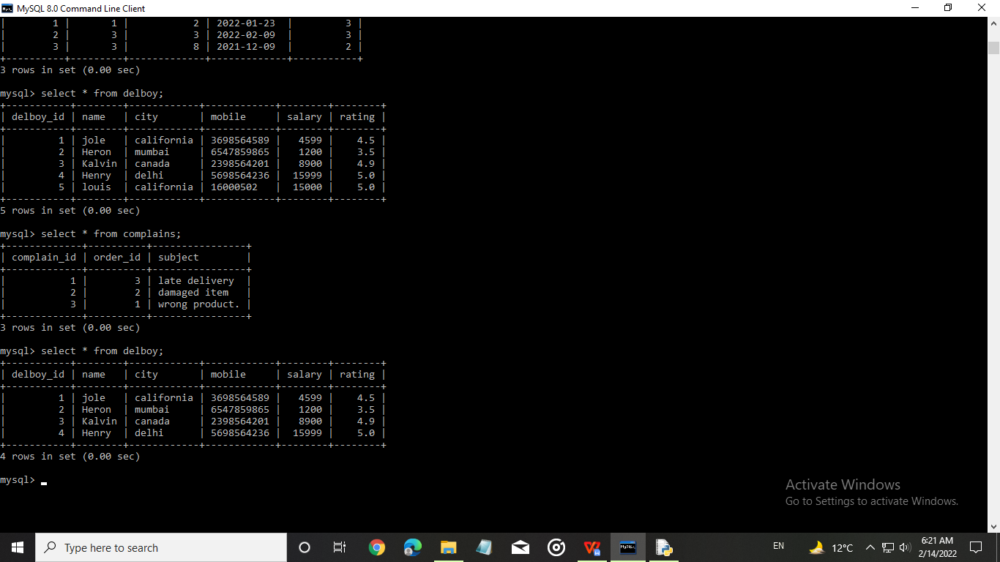 MySQL 8.0 Command Line Client
|         1 |        1 |           2 | 2022-01-23  |         3 |
|         2 |        3 |           3 | 2022-02-09  |         3 |
|         3 |        3 |           8 | 2021-12-09  |         2 |
+----------+---------+-------------+-------------+-----------+
3 rows in set (0.00 sec)
mysql> select * from delboy;
+-----------+--------+------------+------------+--------+--------+
| delboy_id | name   | city       | mobile     | salary | rating |
+-----------+--------+------------+------------+--------+--------+
|         1 | jole   | california | 3698564589 |   4599 |    4.5 |
|         2 | Heron  | mumbai     | 6547859865 |   1200 |    3.5 |
|         3 | Kalvin | canada     | 2398564201 |   8900 |    4.9 |
|         4 | Henry  | delhi      | 5698564236 |  15999 |    5.0 |
|         5 | louis  | california | 16000502   |  15000 |    5.0 |
+-----------+--------+------------+------------+--------+--------+
5 rows in set (0.00 sec)
mysql> select * from complains;
+-------------+----------+----------------+
| complain_id | order_id | subject        |
+-------------+----------+----------------+
|           1 |        3 | late delivery  |
|           2 |        2 | damaged item   |
|           3 |        1 | wrong product. |
+-------------+----------+----------------+
3 rows in set (0.00 sec)
mysql> select * from delboy;
+-----------+--------+------------+------------+--------+--------+
| delboy_id | name   | city       | mobile     | salary | rating |
+-----------+--------+------------+------------+--------+--------+
|         1 | jole   | california | 3698564589 |   4599 |    4.5 |
|         2 | Heron  | mumbai     | 6547859865 |   1200 |    3.5 |
|         3 | Kalvin | canada     | 2398564201 |   8900 |    4.9 |
|         4 | Henry  | delhi      | 5698564236 |  15999 |    5.0 |
+-----------+--------+------------+------------+--------+--------+
4 rows in set (0.00 sec)
mysql> _
Activate Windows
Go to Settings to activate Windows.
Type here to search
MySQL
EN
12°C
6:21 AM
2/14/2022